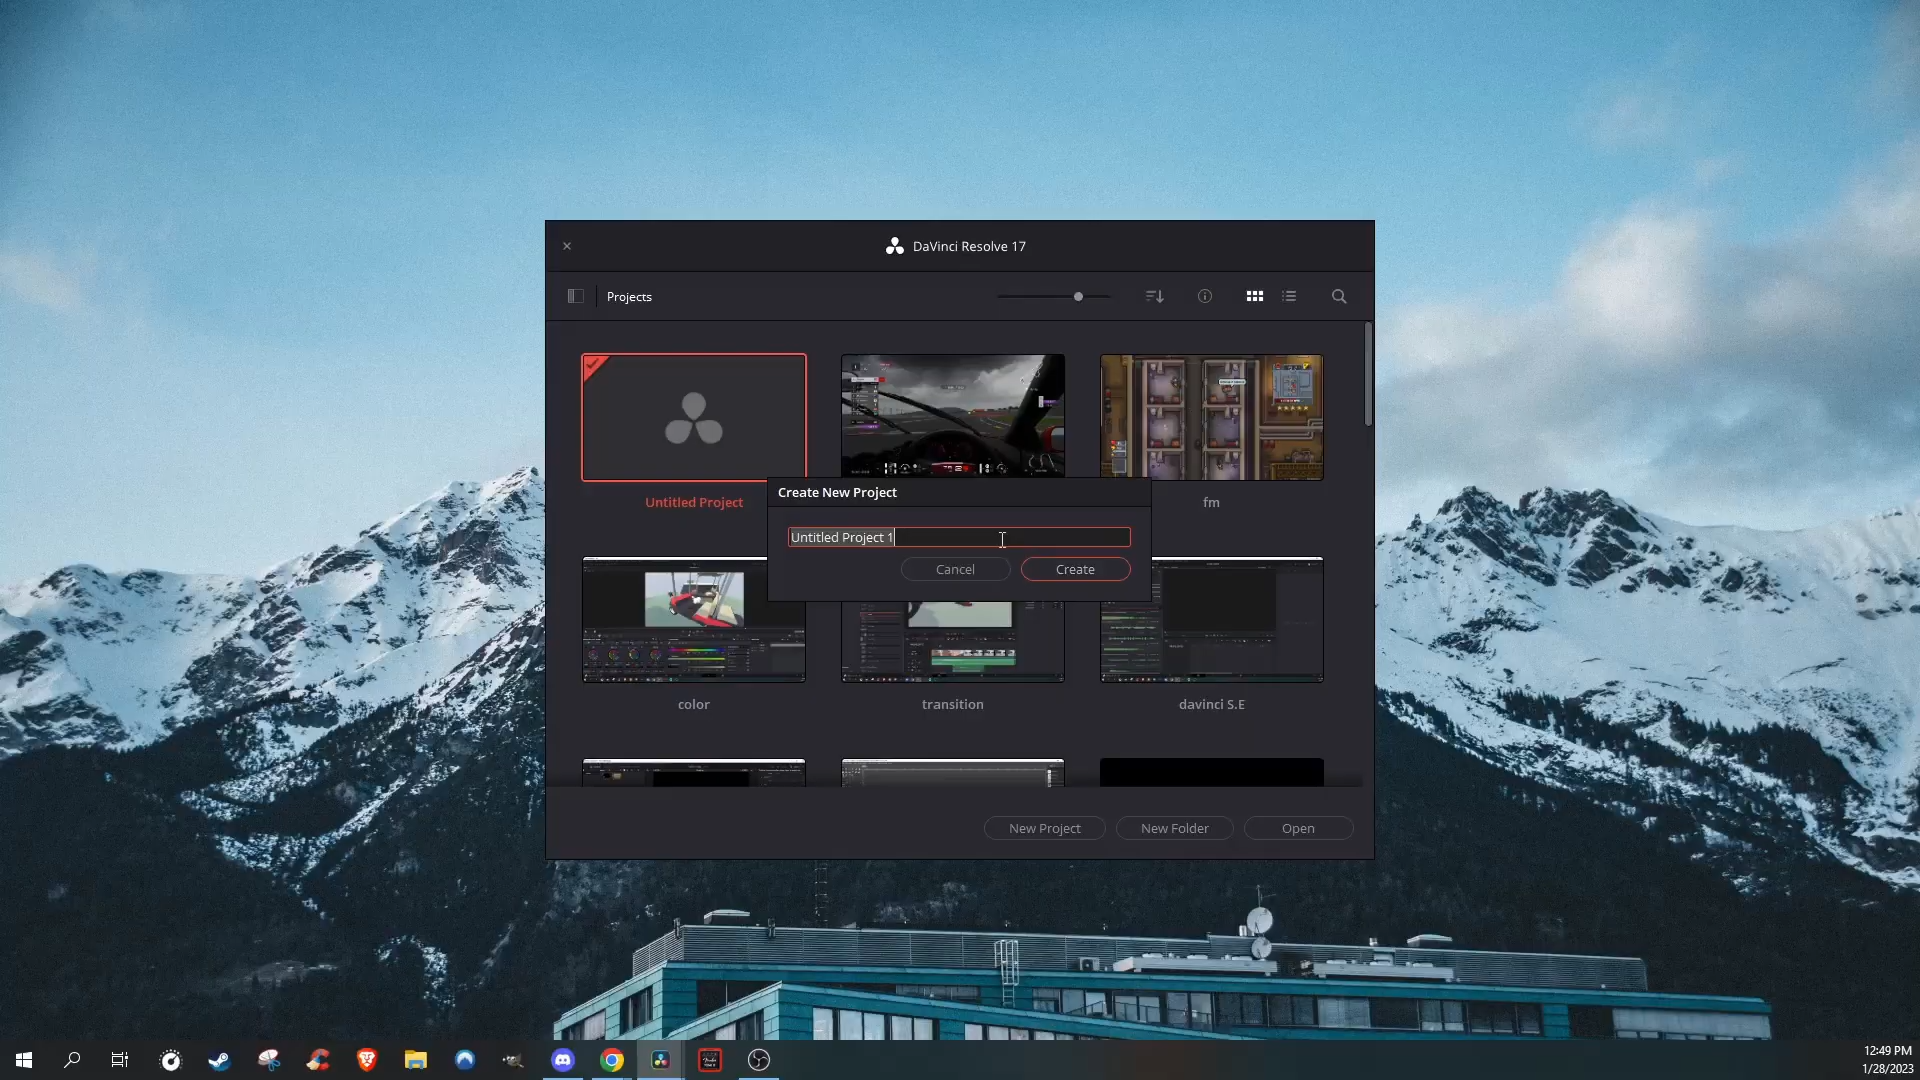 DaVinci Resolve 17
Projects
Untitled Project
fm
Create New Project
Untitled Project 1
Cancel
Create
color
transition
davinci S.E
New Project
New Folder
Open
12:49 PM
1/28/2023